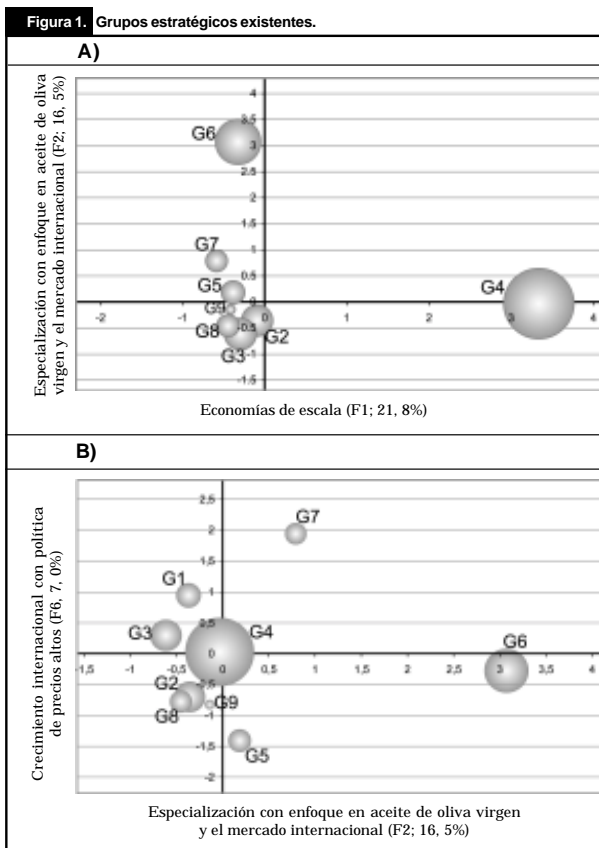 Figura 1. Grupos estratégicos existentes.
A)
Especialización con enfoque en aceite de oliva
virgen y el mercado internacional (F2; 16, 5%)
4
3,5
G6
3
2,5
2
1,5
G7
1
0,5
G5
G4
G9
-2
-1
0
1
2
3
4
G8
-0,5
G2
G3
-1
-1,5
Economías de escala (F1; 21, 8%)
B)
Crecimiento internacional con política
de precios altos (F6, 7, 0%)
2,5
G7
2
1,5
G1
1
G3
0,5
G4
G6
-1,5
-1
-0,5
0
0,5
1
1,5
2
2,5
3
3,5
4
G2
-0,5
G9
G8
-1
G5
-1,5
-2
Especialización con enfoque en aceite de oliva virgen
y el mercado internacional (F2; 16, 5%)